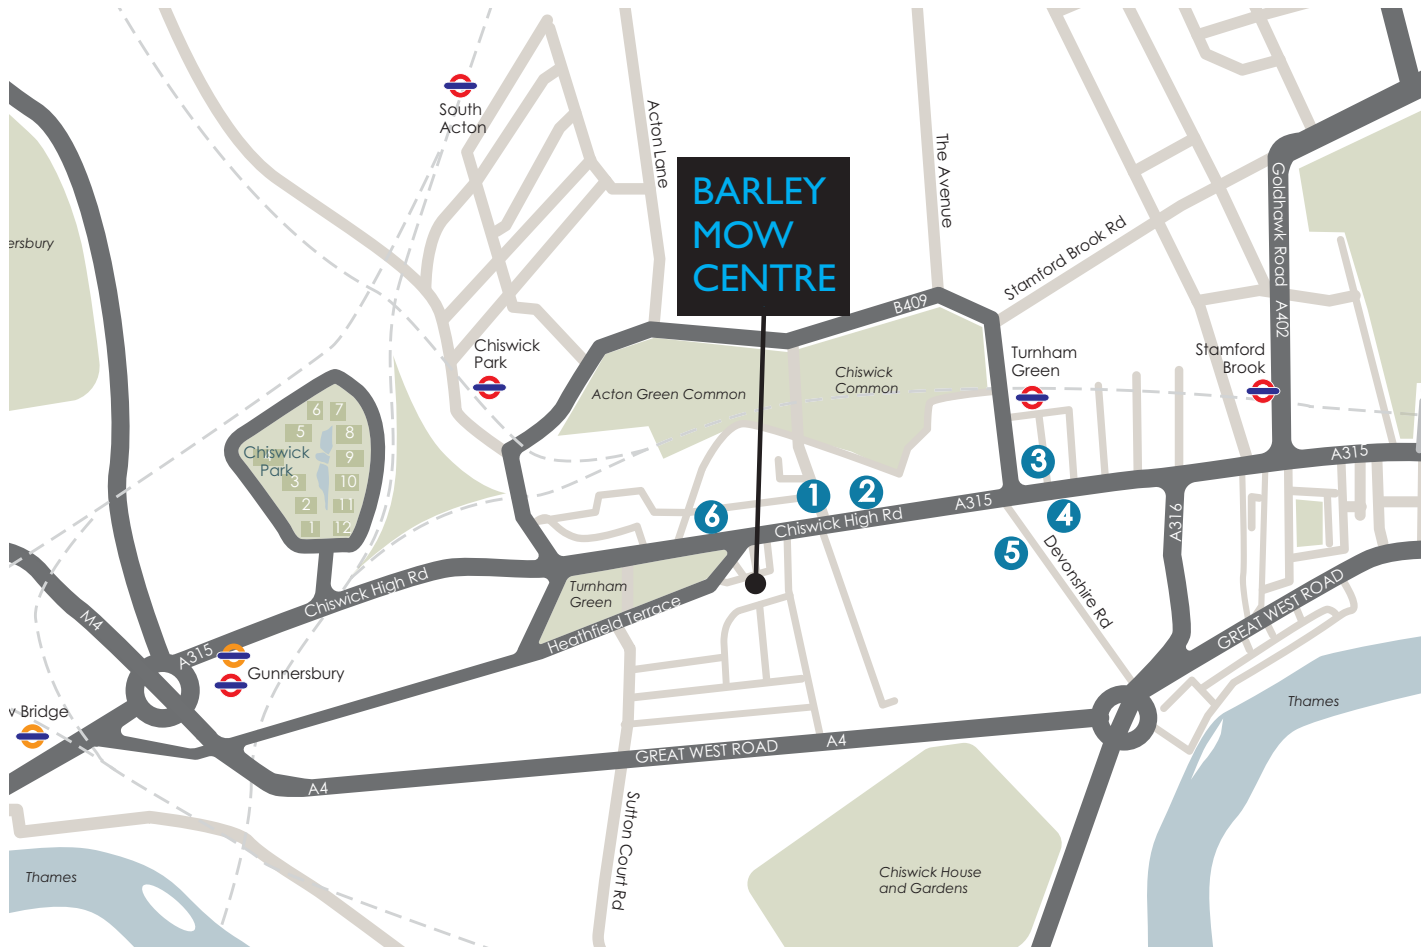 South
Acton
Acton Lane
The Avenue
BARLEY
MOW
CENTRE
Stamford Brook Rd
Goldhawk Road A402
ersbury
B409
Chiswick
Park
Turnham
Green
Stamford
Brook
Acton Green Common
Chiswick
Common
6 7
5 8
Chiswick
Park
9
3 10
2 11
1 12
3
A315
1
2
6
4
5
Chiswick High Rd
A315
A316
Devonshire Rd
Turnham
Green
Heathfield Terrace
Chiswick High Rd
M4
A315
Gunnersbury
GREAT WEST ROAD
w Bridge
Thames
GREAT WEST ROAD A4
A4
Sutton Court Rd
Thames
Chiswick House
and Gardens